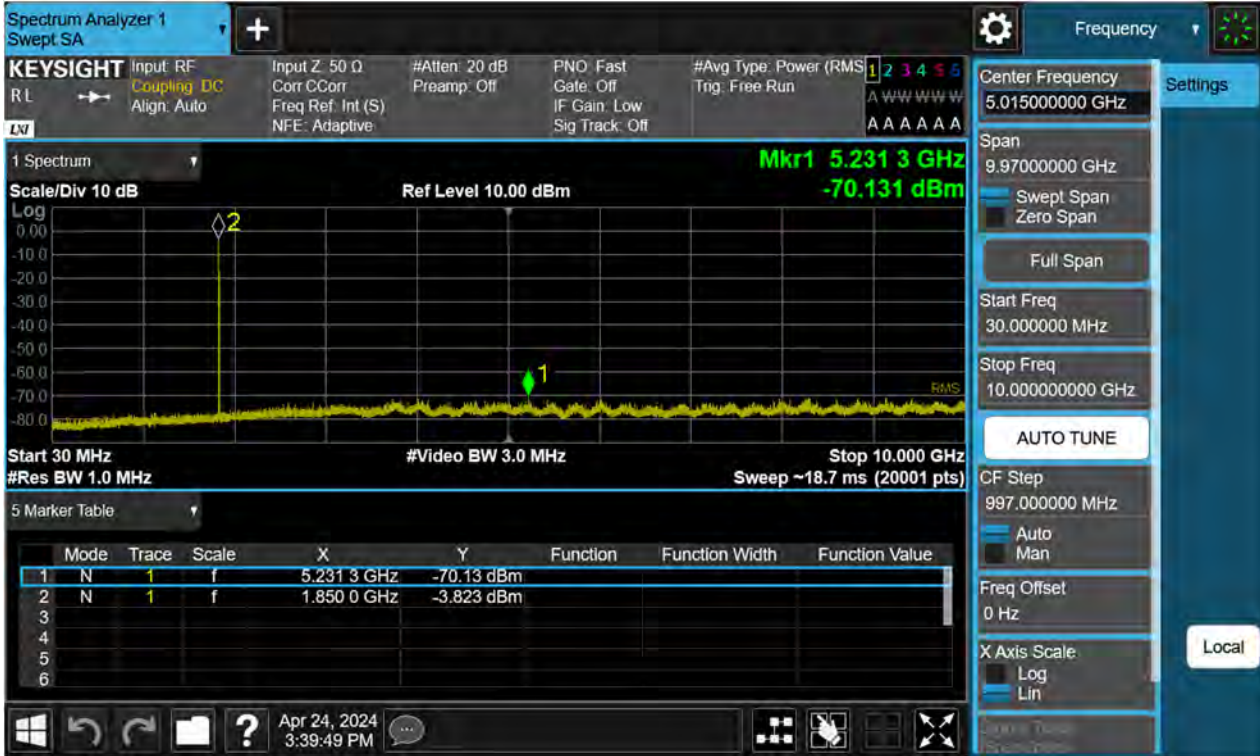 Spectrum Analyzer 1
Swept SA
+
Frequency
KEYSIGHT
RL
LXI
Input: RF
Coupling: DC
Align: Auto
Input Z: 50 Ω
Corr CCorr
Freq Ref: Int (S)
NFE: Adaptive
#Atten: 20 dB
Preamp: Off
PNO: Fast
Gate: Off
IF Gain: Low
Sig Track: Off
#Avg Type: Power (RMS
Trig: Free Run
1 2 3 4 5 6
A W W W W W
A A A A A A
1 Spectrum
Scale/Div 10 dB
Ref Level 10.00 dBm
Mkr1 5.231 3 GHz
-70.131 dBm
Log
0.00
-10.0
-20.0
-30.0
-40.0
-50.0
-60.0
-70.0
-80.0
2
1
RMS
Start 30 MHz
#Video BW 3.0 MHz
Stop 10.000 GHz
#Res BW 1.0 MHz
Sweep ~18.7 ms (20001 pts)
5 Marker Table
Mode Trace Scale X Y Function Function Width Function Value
1 N 1 f 5.231 3 GHz -70.13 dBm
2 N 1 f 1.850 0 GHz -3.823 dBm
3
4
5
6
Center Frequency
5.015000000 GHz
Settings
Span
9.97000000 GHz
Swept Span
Zero Span
Full Span
Start Freq
30.000000 MHz
Stop Freq
10.000000000 GHz
AUTO TUNE
CF Step
997.000000 MHz
Auto
Man
Freq Offset
0 Hz
X Axis Scale
Log
Lin
Local
?
Apr 24, 2024
3:39:49 PM